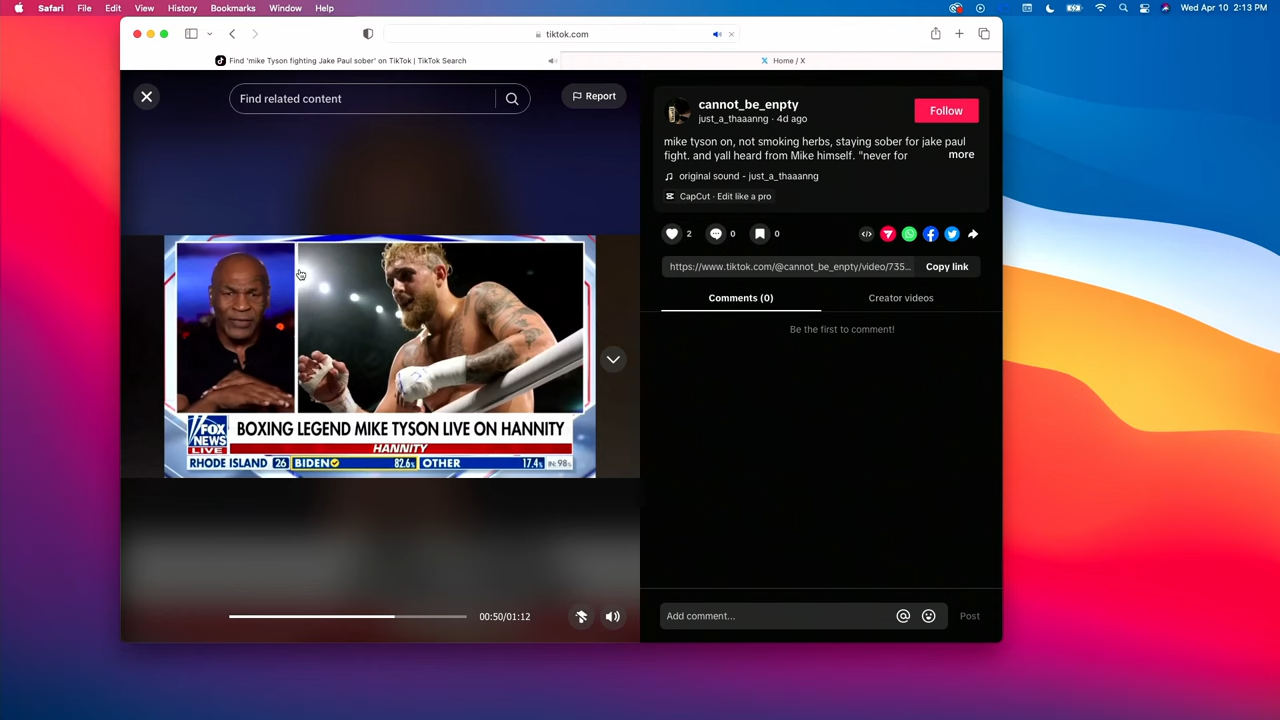 Safari File Edit View History Bookmarks Window Help
Wed Apr 10 2:13 PM
tiktok.com
Find 'mike Tyson fighting Jake Paul sober' on TikTok | TikTok Search
Home / X
Find related content
Report
cannot_be_enpty
just_a_thaaanng · 4d ago
Follow
mike tyson on, not smoking herbs, staying sober for jake paul
fight. and yall heard from Mike himself. "never for
more
original sound - just_a_thaaanng
CapCut · Edit like a pro
2 0 0
https://www.tiktok.com/@cannot_be_enpty/video/735...
Copy link
Comments (0)
Creator videos
Be the first to comment!
FOX
NEWS
LIVE
BOXING LEGEND MIKE TYSON LIVE ON HANNITY
HANNITY
RHODE ISLAND 26 BIDEN 82.6% OTHER 17.4% IN: 98%
00:50/01:12
Add comment...
Post